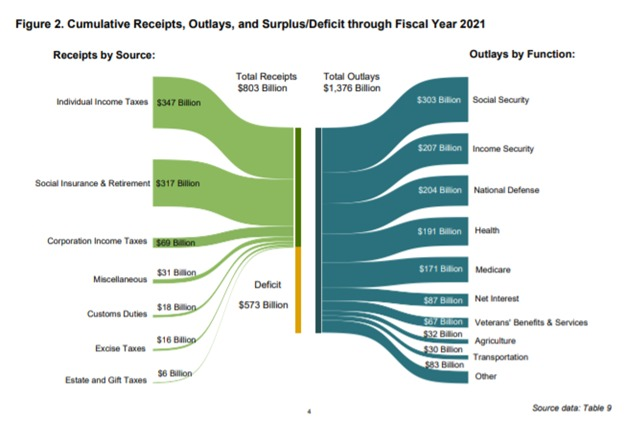 Figure 2. Cumulative Receipts, Outlays, and Surplus/Deficit through Fiscal Year 2021
Receipts by Source:
Outlays by Function:
Total Receipts
$803 Billion
Total Outlays
$1,376 Billion
Individual Income Taxes $347 Billion
Social Insurance & Retirement $317 Billion
Corporation Income Taxes $69 Billion
Miscellaneous $31 Billion
Customs Duties $18 Billion
Excise Taxes $16 Billion
Estate and Gift Taxes $6 Billion
Deficit
$573 Billion
$303 Billion Social Security
$207 Billion Income Security
$204 Billion National Defense
$191 Billion Health
$171 Billion Medicare
$87 Billion Net Interest
$67 Billion Veterans' Benefits & Services
$32 Billion Agriculture
$30 Billion Transportation
$83 Billion Other
4
Source data: Table 9